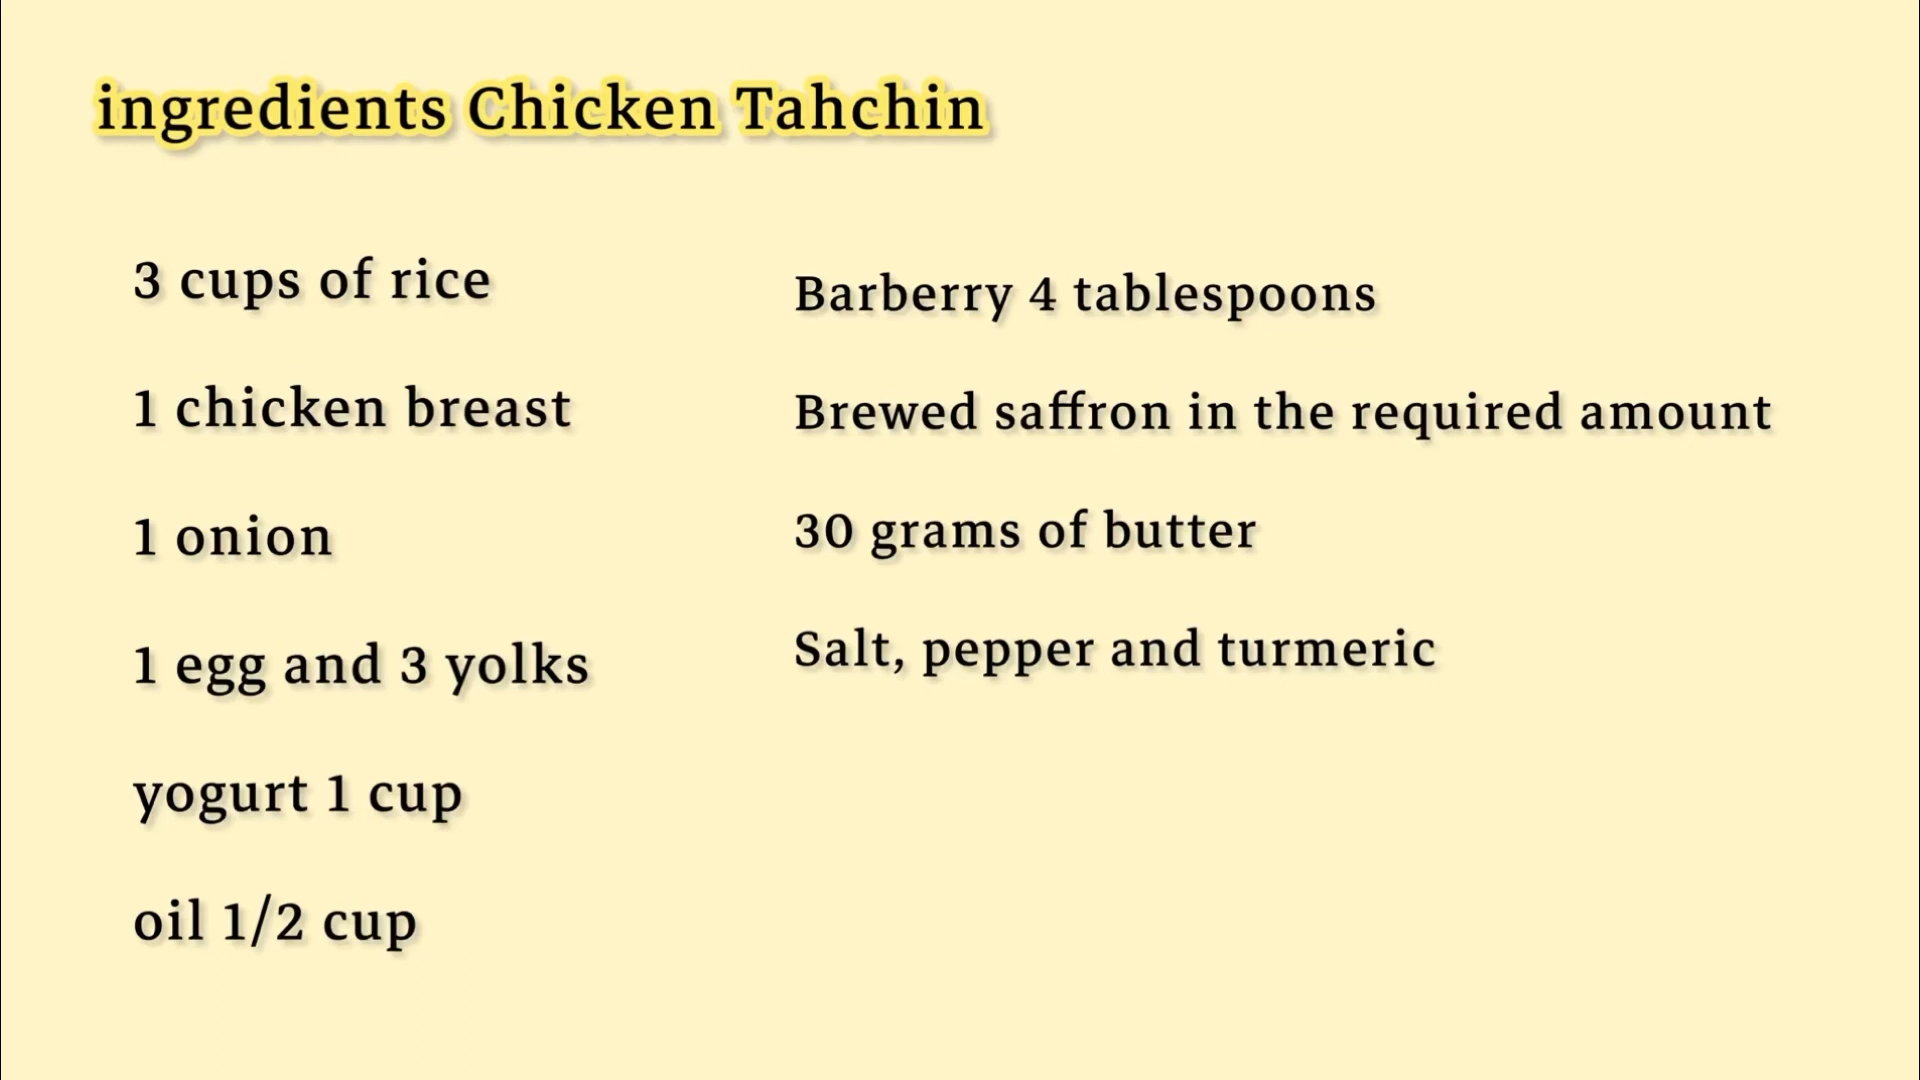 ingredients Chicken Tahchin
3 cups of rice
1 chicken breast
1 onion
1 egg and 3 yolks
yogurt 1 cup
oil 1/2 cup
Barberry 4 tablespoons
Brewed saffron in the required amount
30 grams of butter
Salt, pepper and turmeric